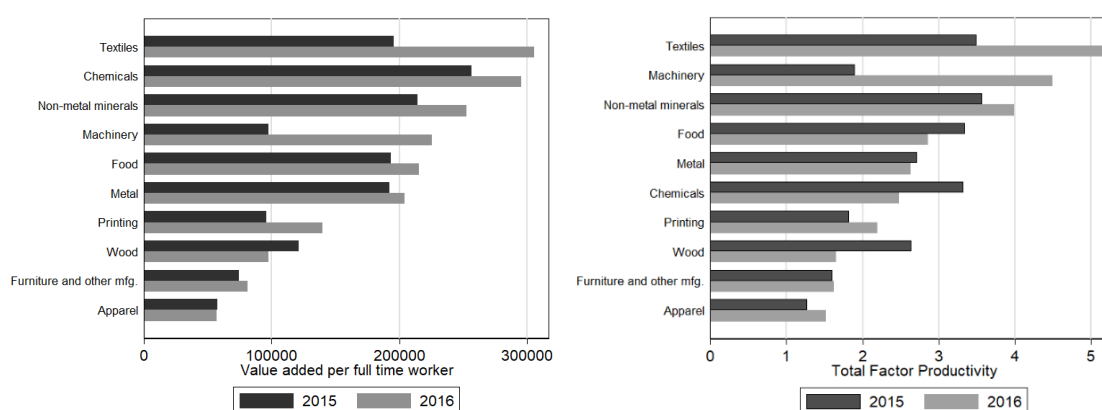 Textiles
Chemicals
Non-metal minerals
Machinery
Food
Metal
Printing
Wood
Furniture and other mfg.
Apparel
0 100000 200000 300000
Value added per full time worker
2015 2016
Textiles
Machinery
Non-metal minerals
Food
Metal
Chemicals
Printing
Wood
Furniture and other mfg.
Apparel
0 1 2 3 4 5
Total Factor Productivity
2015 2016